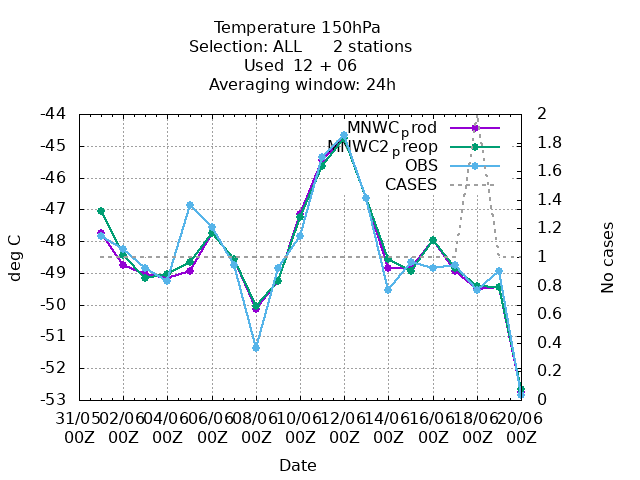 Temperature 150hPa
Selection: ALL      2 stations
Used  12 + 06
Averaging window: 24h
-44
-45
-46
-47
-48
-49
-50
-51
-52
-53
deg C
MNWC_prod
MNWC2_preop
OBS
CASES
2
1.8
1.6
1.4
1.2
1
0.8
0.6
0.4
0.2
0
No cases
31/05 02/06 04/06 06/06 08/06 10/06 12/06 14/06 16/06 18/06 20/06
00Z 00Z 00Z 00Z 00Z 00Z 00Z 00Z 00Z 00Z 00Z
Date